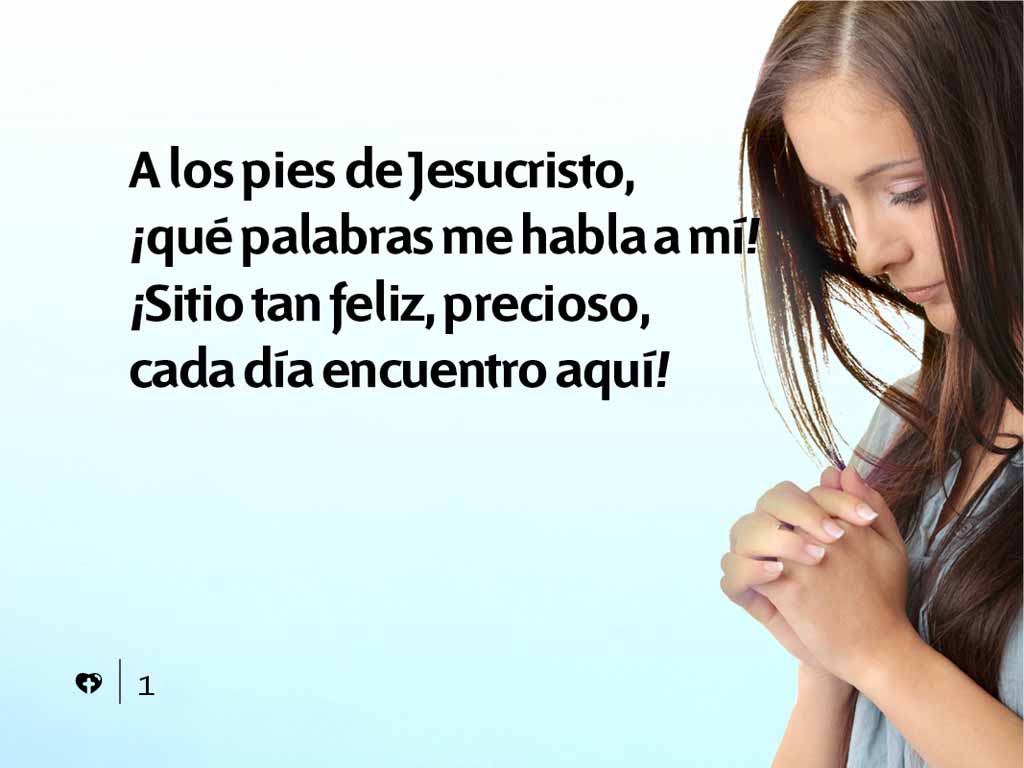 A los pies de Jesucristo,
¡qué palabras me habla a mí!
¡Sitio tan feliz, precioso,
cada día encuentro aquí!
1